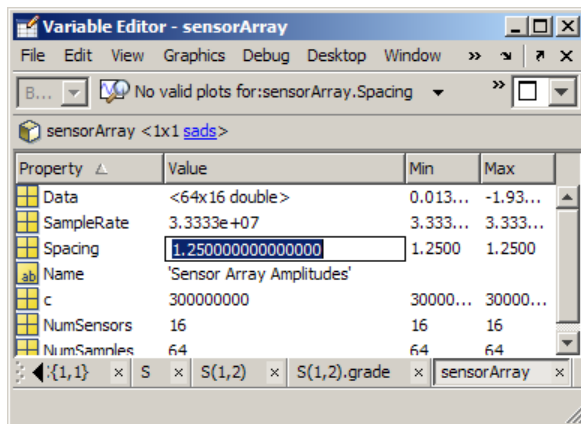 Variable Editor - sensorArray
File Edit View Graphics Debug Desktop Window »
B... No valid plots for:sensorArray.Spacing »
sensorArray <1x1 sads>
Property Value Min Max
Data <64x16 double> 0.013... -1.93...
SampleRate 3.3333e+07 3.333... 3.333...
Spacing 1.250000000000000 1.2500 1.2500
ab Name 'Sensor Array Amplitudes'
c 300000000 30000... 30000...
NumSensors 16 16 16
NumSamples 64 64 64
:{1,1} × S × S(1,2) × S(1,2).grade × sensorArray ×